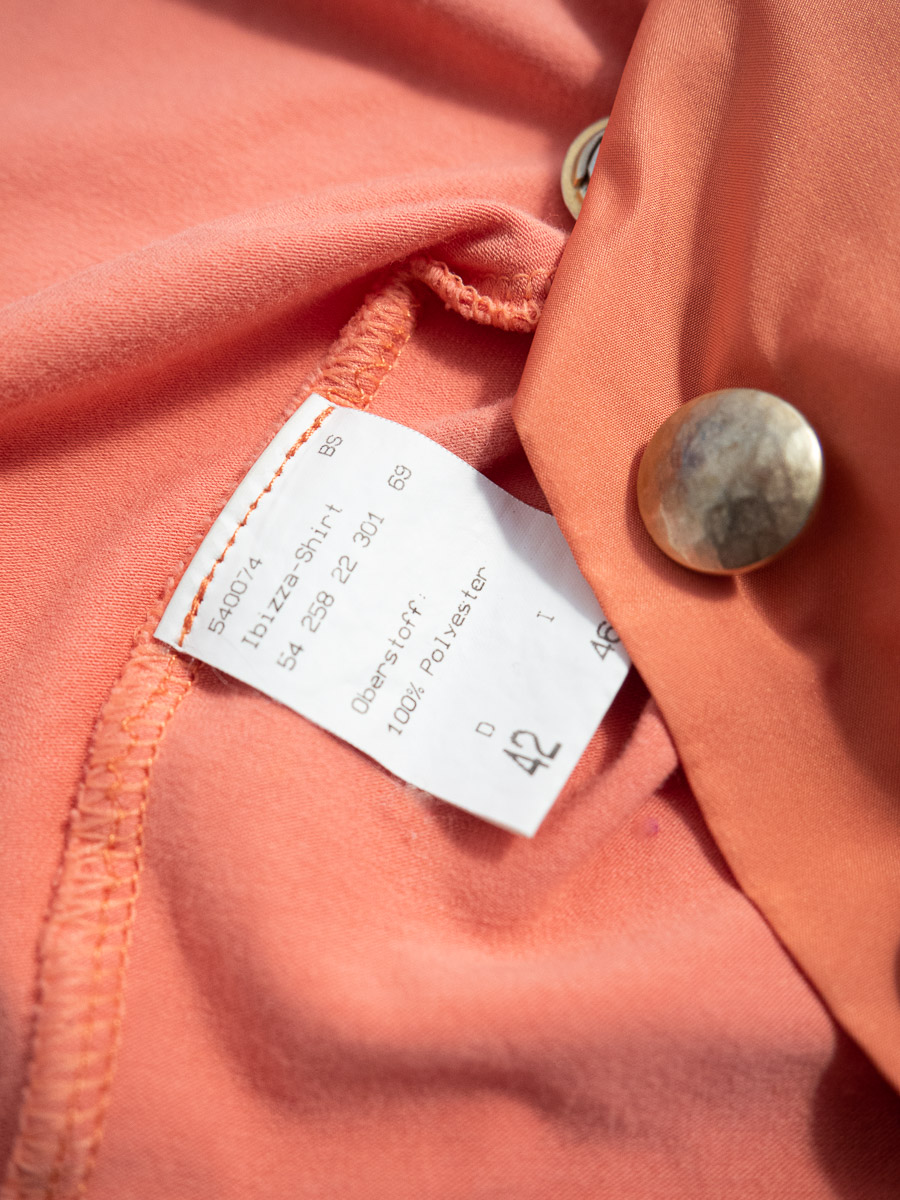 BS
540074
Ibizza-Shirt
54 258 22 301 69
Oberstoff:
100% Polyester
D I
42 46